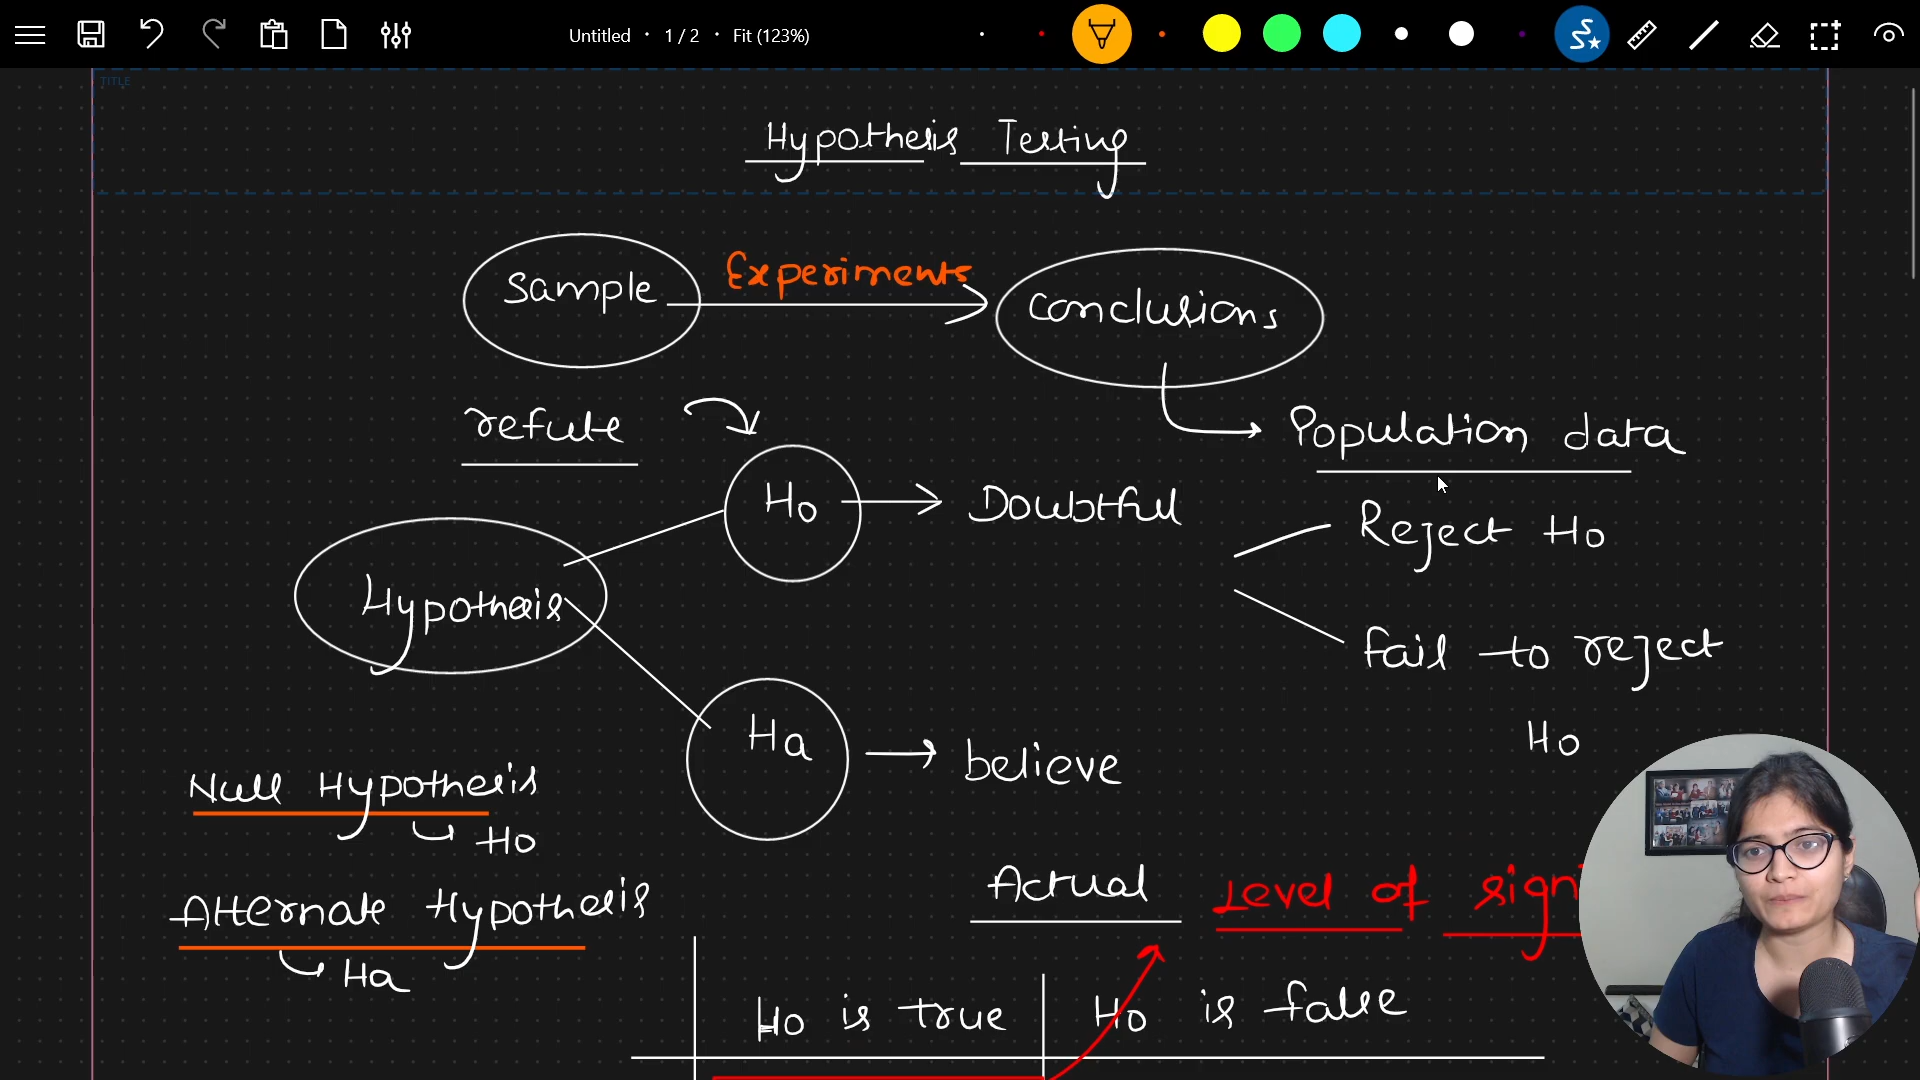 Untitled • 1 / 2 • Fit (123%)
TITLE
Hypothesis Testing
Sample Experiments Conclusions
refute
Population data
Ho Doubtful
Reject Ho
Hypothesis
fail to reject
Ho
Ha believe
Null Hypothesis
Ho
Alternate Hypothesis
Ha
Actual Level of signi
Ho is true Ho is false